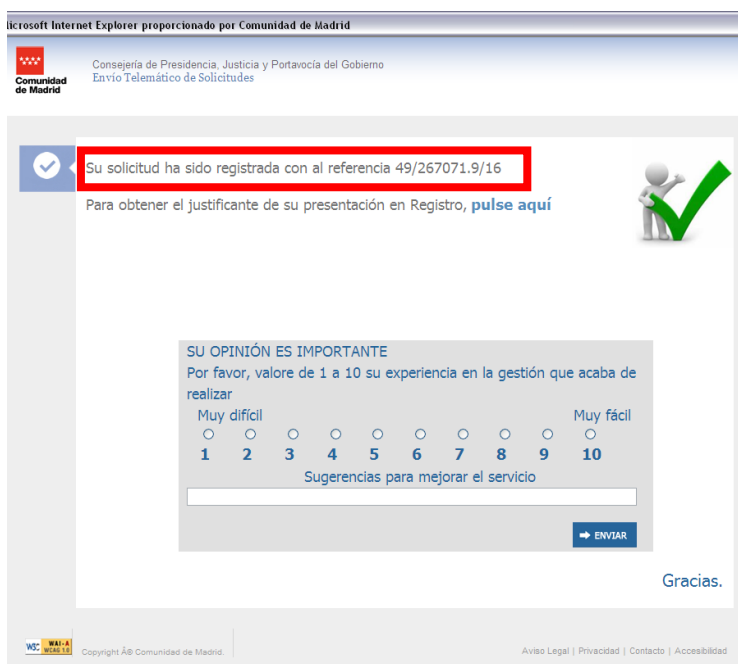 licrosoft Internet Explorer proporcionado por Comunidad de Madrid
Comunidad
de Madrid
Consejería de Presidencia, Justicia y Portavocía del Gobierno
Envío Telemático de Solicitudes
Su solicitud ha sido registrada con al referencia 49/267071.9/16
Para obtener el justificante de su presentación en Registro, pulse aquí
SU OPINIÓN ES IMPORTANTE
Por favor, valore de 1 a 10 su experiencia en la gestión que acaba de
realizar
Muy difícil Muy fácil
1 2 3 4 5 6 7 8 9 10
Sugerencias para mejorar el servicio
ENVIAR
Gracias.
W3C WAI-A
WCAG 1.0
Copyright Â® Comunidad de Madrid.
Aviso Legal | Privacidad | Contacto | Accesibilidad